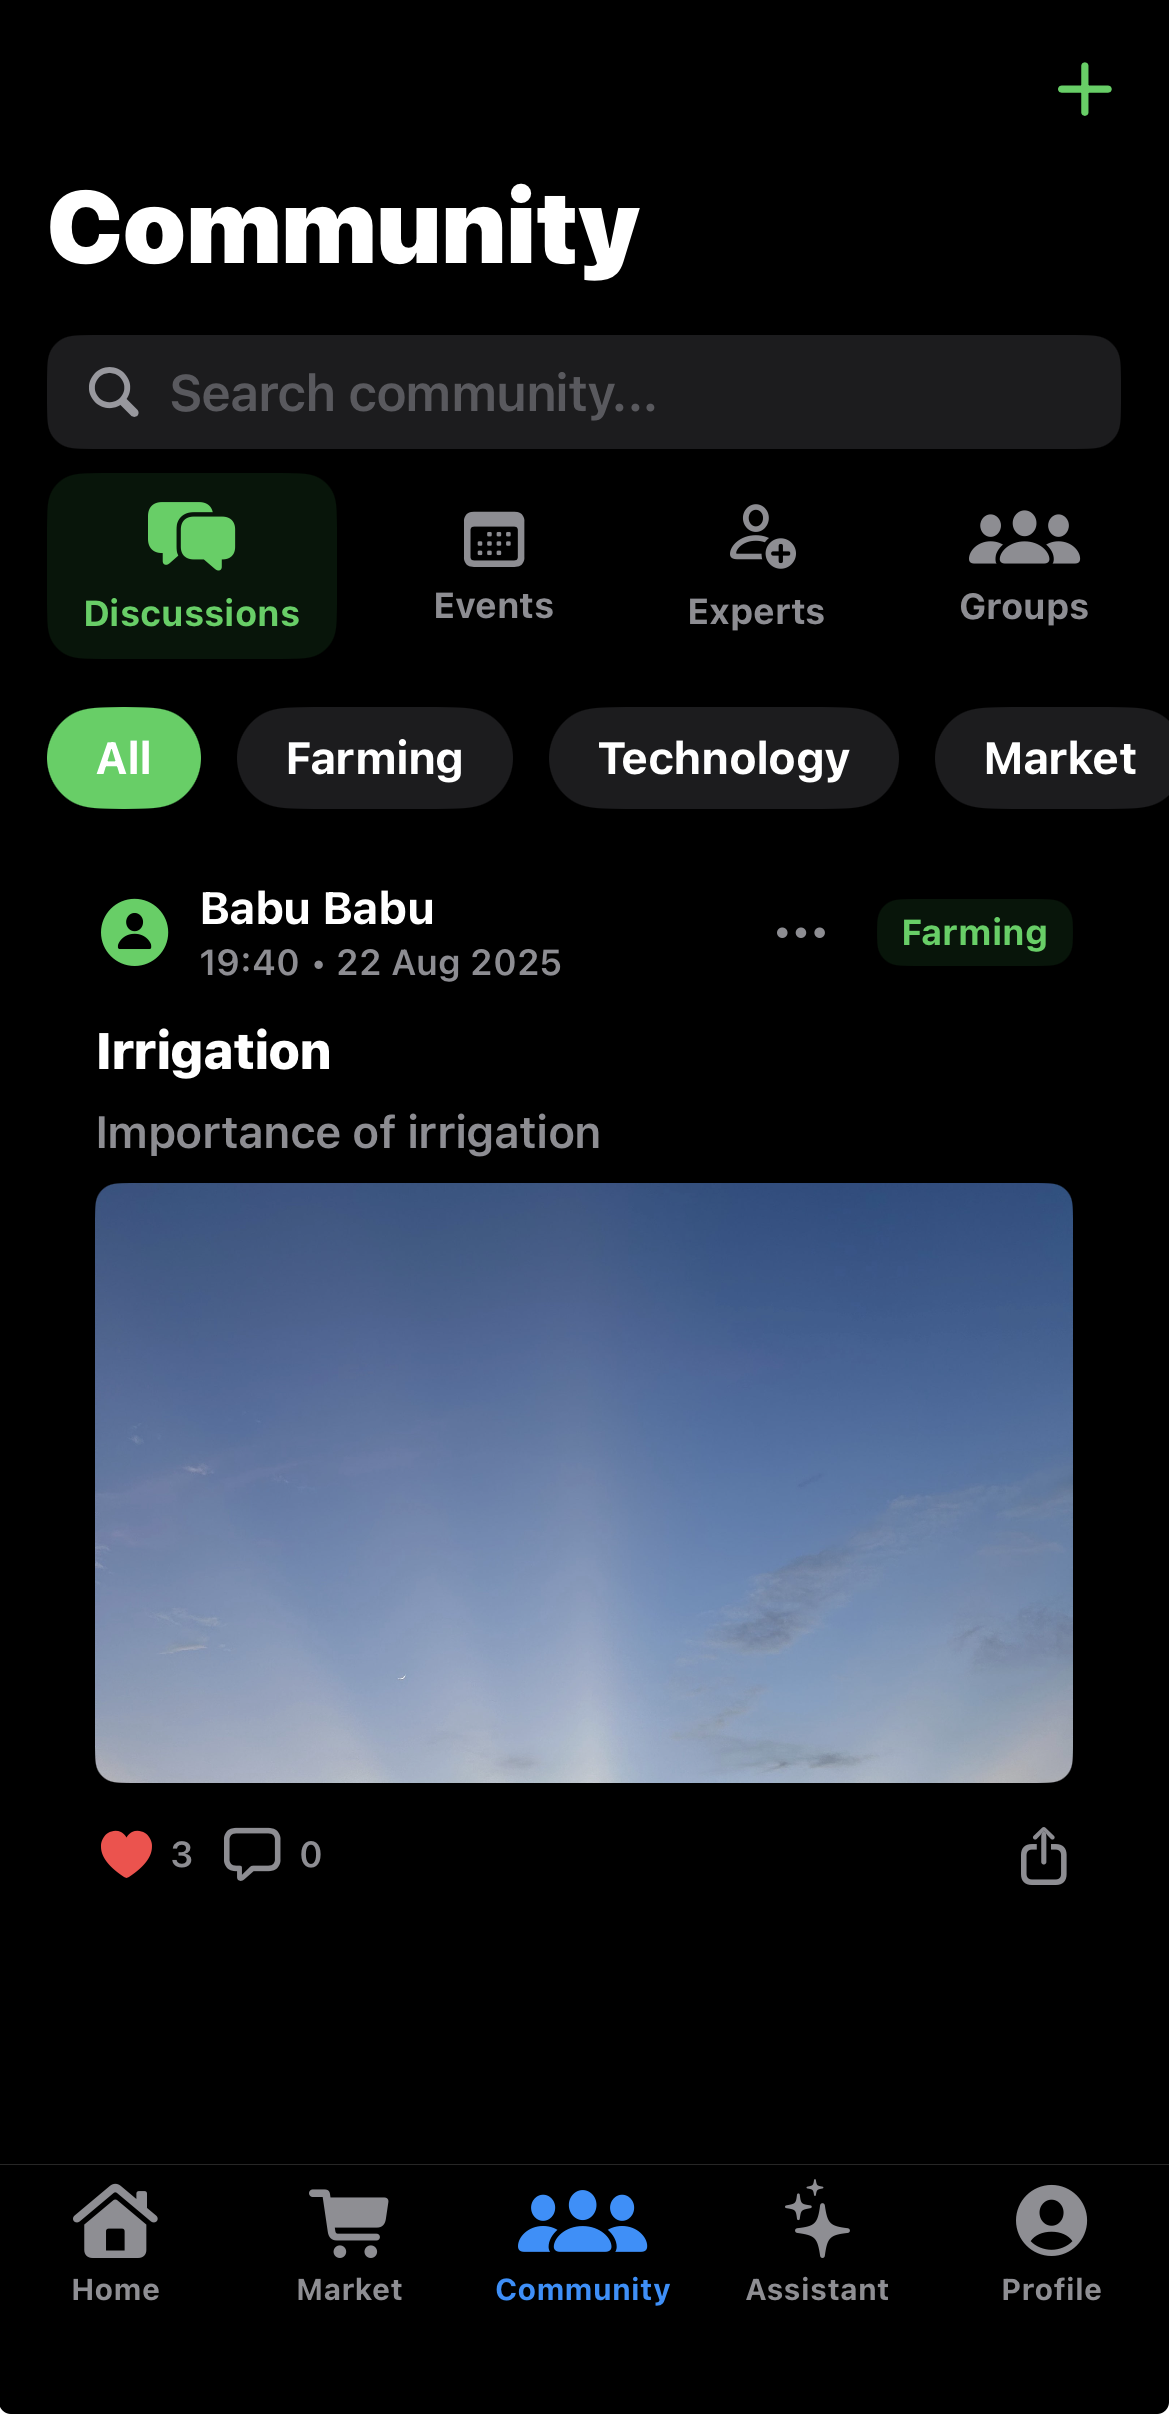 Community
Search community...
Discussions
Events
Experts
Groups
All
Farming
Technology
Market
Babu Babu
19:40 • 22 Aug 2025
Farming
Irrigation
Importance of irrigation
3
0
Home
Market
Community
Assistant
Profile